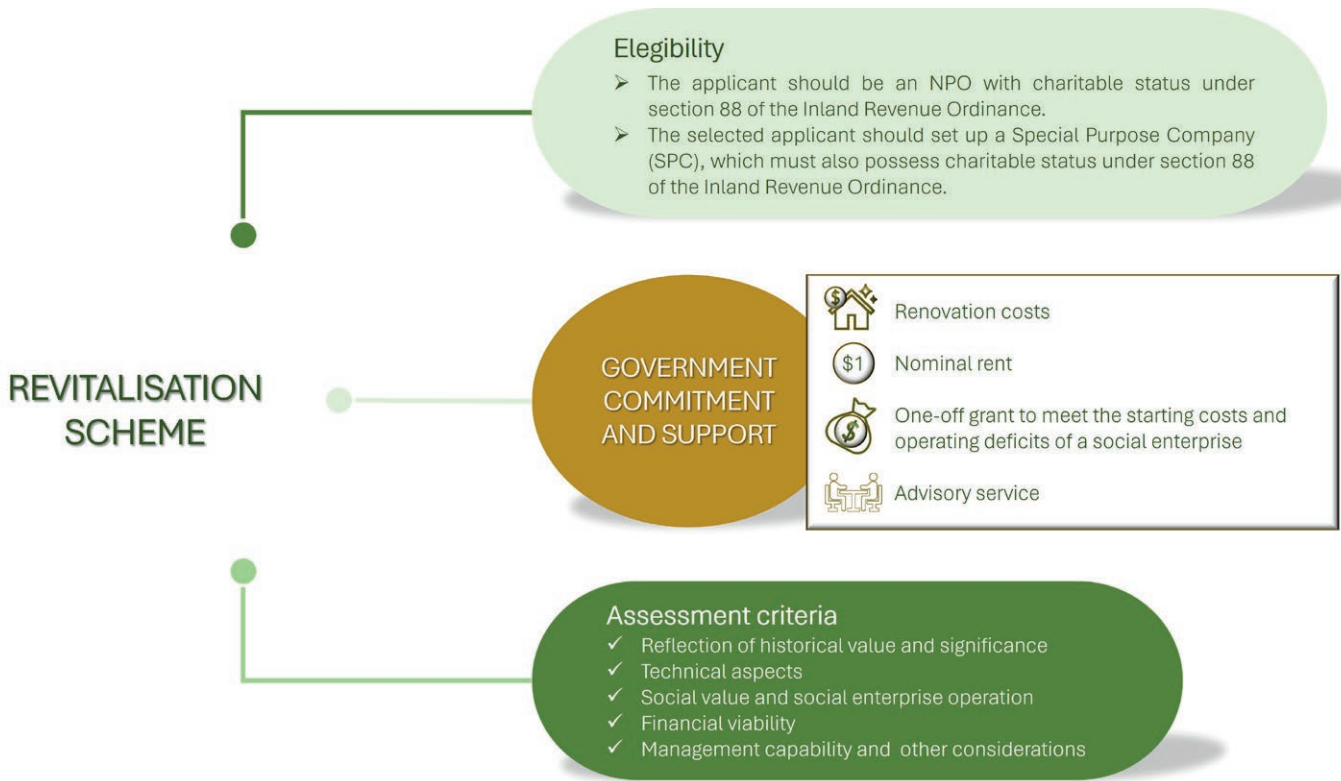 REVITALISATION
SCHEME
Elegibility
➢ The applicant should be an NPO with charitable status under
section 88 of the Inland Revenue Ordinance.
➢ The selected applicant should set up a Special Purpose Company
(SPC), which must also possess charitable status under section 88
of the Inland Revenue Ordinance.
GOVERNMENT
COMMITMENT
AND SUPPORT
$
Renovation costs
$1
Nominal rent
$
One-off grant to meet the starting costs and
operating deficits of a social enterprise
Advisory service
Assessment criteria
✓ Reflection of historical value and significance
✓ Technical aspects
✓ Social value and social enterprise operation
✓ Financial viability
✓ Management capability and other considerations